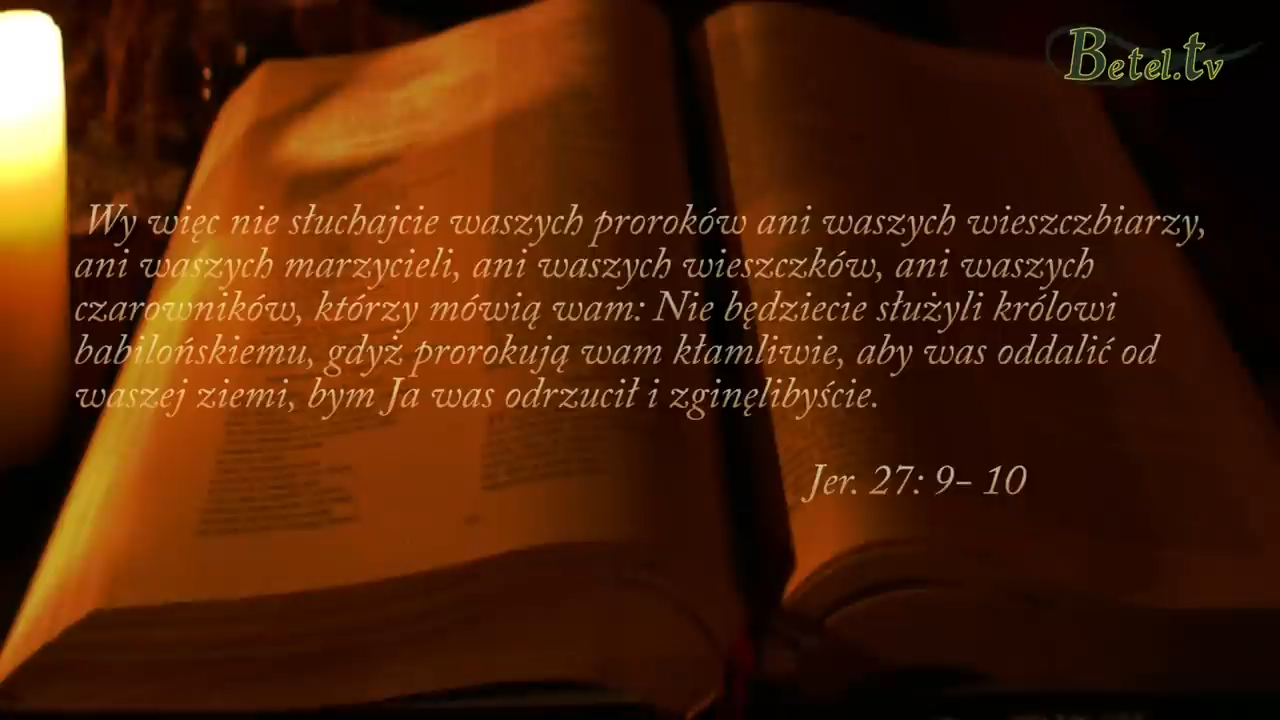 Betel.tv
Wy więc nie słuchajcie waszych proroków ani waszych wieszczbiarzy,
ani waszych marzycieli, ani waszych wieszczków, ani waszych
czarowników, którzy mówią wam: Nie będziecie służyli królowi
babilońskiemu, gdyż prorokują wam kłamliwie, aby was oddalić od
waszej ziemi, bym Ja was odrzucił i zginęlibyście.
Jer. 27: 9- 10